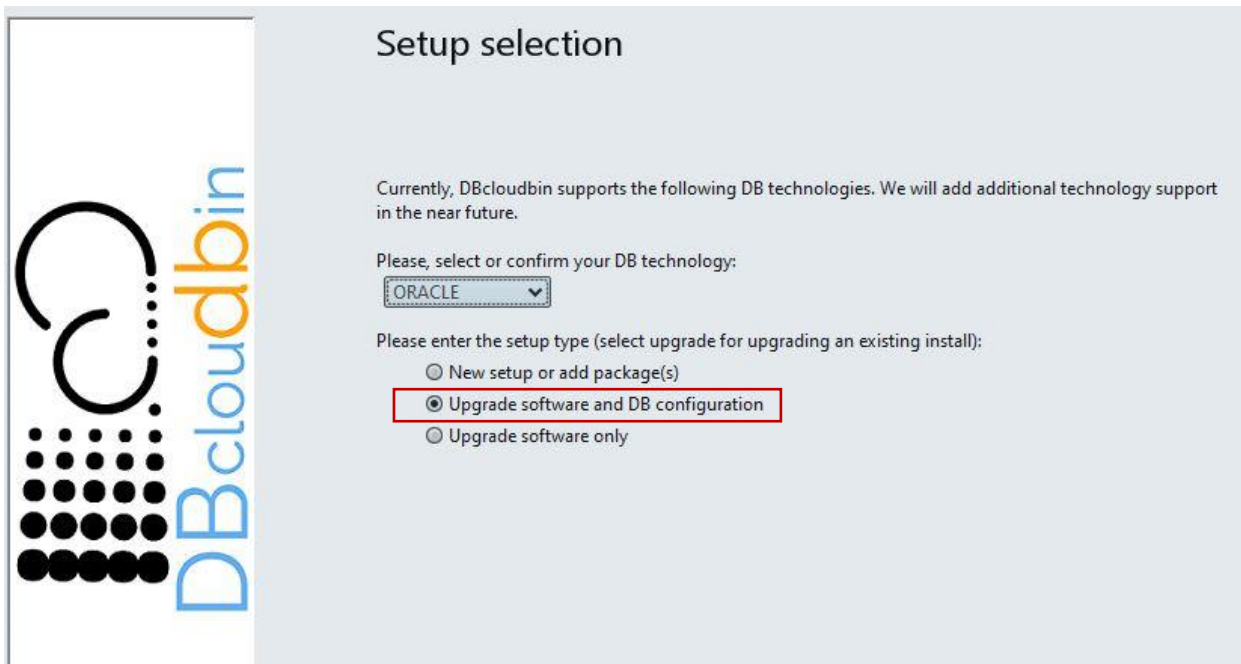 Setup selection
DBcloudbin
Currently, DBcloudbin supports the following DB technologies. We will add additional technology support
in the near future.
Please, select or confirm your DB technology:
ORACLE
Please enter the setup type (select upgrade for upgrading an existing install):
New setup or add package(s)
Upgrade software and DB configuration
Upgrade software only